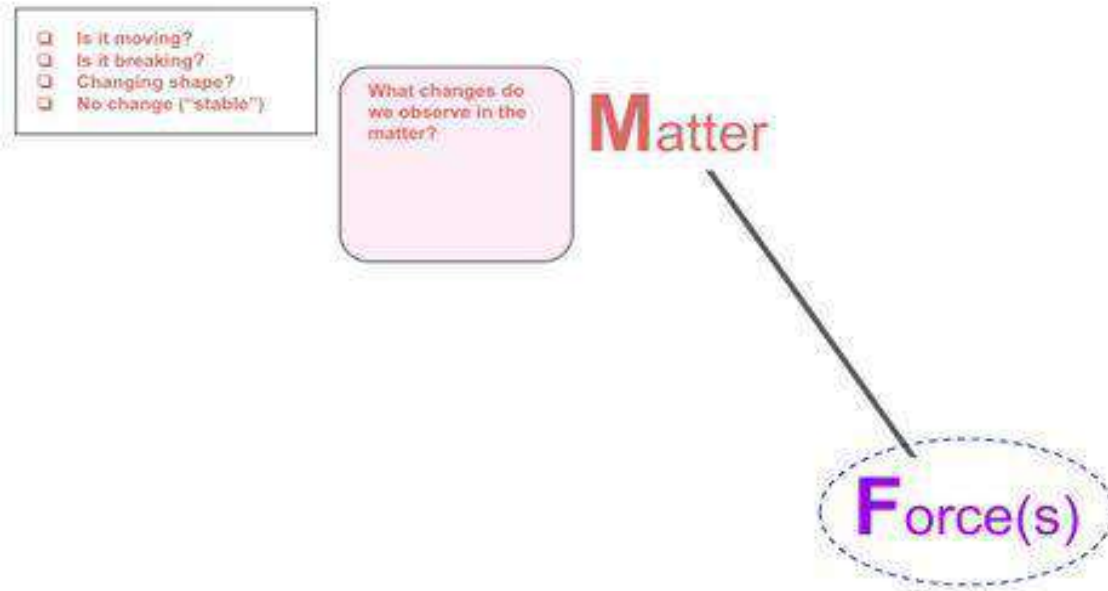 Is it moving?
Is it breaking?
Changing shape?
No change ("stable")
What changes do
we observe in the
matter?
Matter
Force(s)